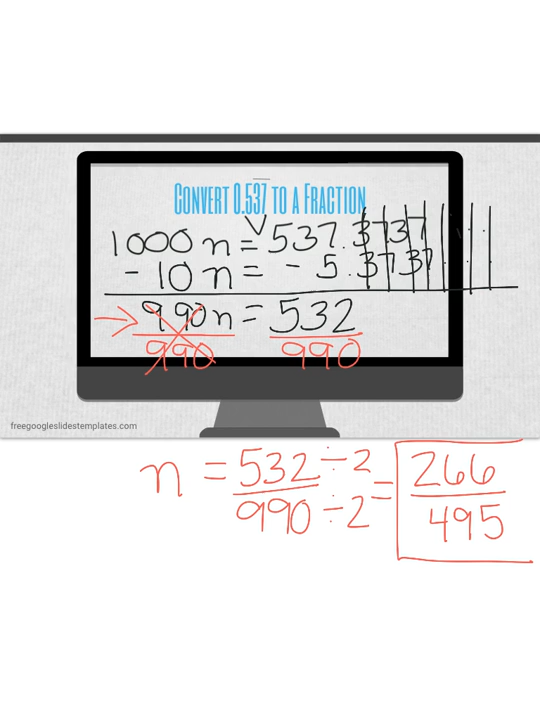 CONVERT 0.537 TO A FRACTION
1000n = 537.3737
- 10n = - 5.3737
990n = 532
990 990
freegoogleslidestemplates.com
n = 532 ÷2 = 266
990 ÷2 495